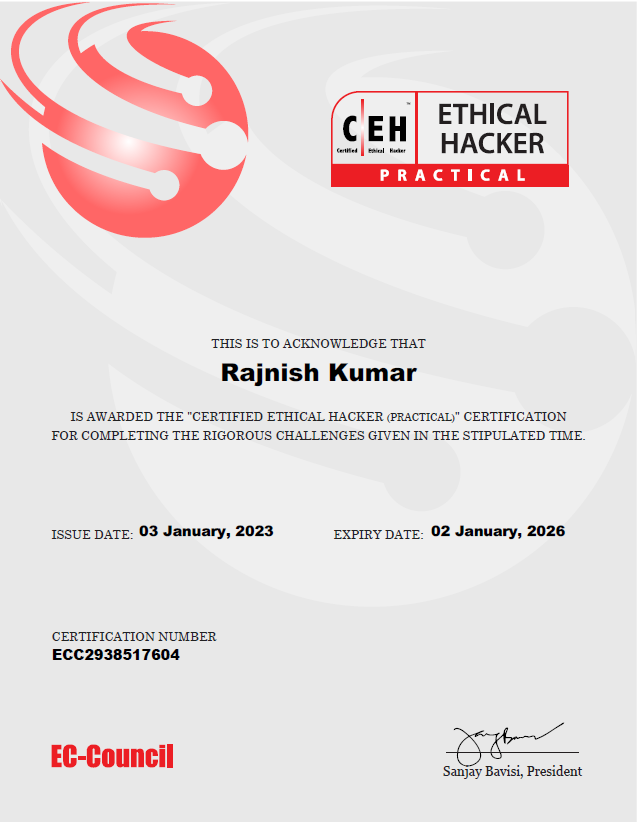 CEH™
Certified Ethical Hacker
ETHICAL
HACKER
PRACTICAL
THIS IS TO ACKNOWLEDGE THAT
Rajnish Kumar
IS AWARDED THE "CERTIFIED ETHICAL HACKER (PRACTICAL)" CERTIFICATION
FOR COMPLETING THE RIGOROUS CHALLENGES GIVEN IN THE STIPULATED TIME.
ISSUE DATE: 03 January, 2023 EXPIRY DATE: 02 January, 2026
CERTIFICATION NUMBER
ECC2938517604
EC-Council
Sanjay Bavisi, President